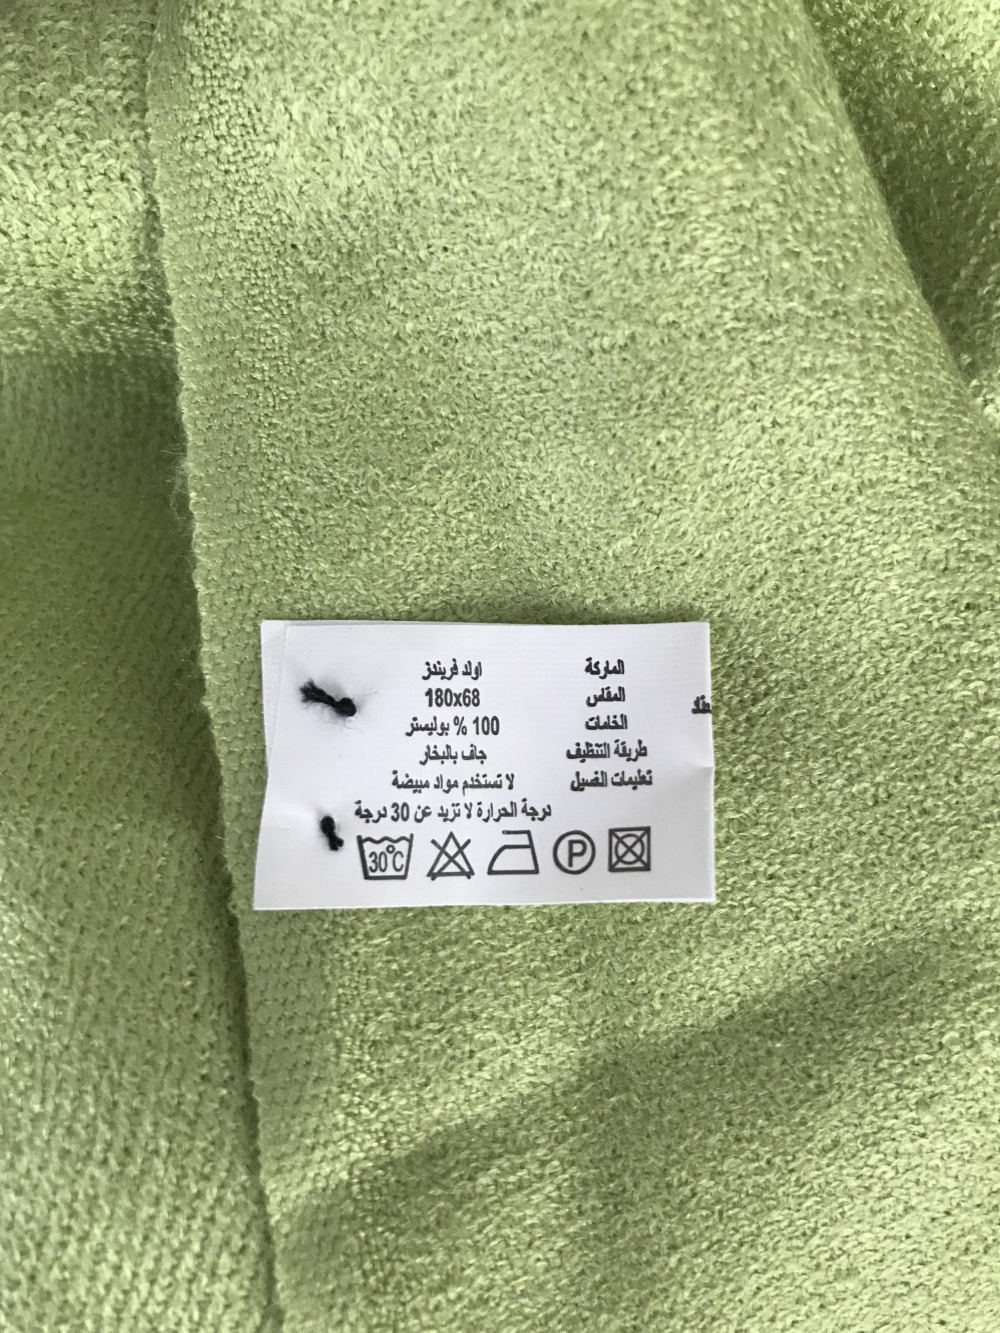 الماركة اولد فريندز
المقاس 180x68
الخامات 100 % بوليستر
طريقة التنظيف جاف بالبخار
تعليمات الغسيل لا تستخدم مواد مبيضة
درجة الحرارة لا تزيد عن 30 درجة
30°C P